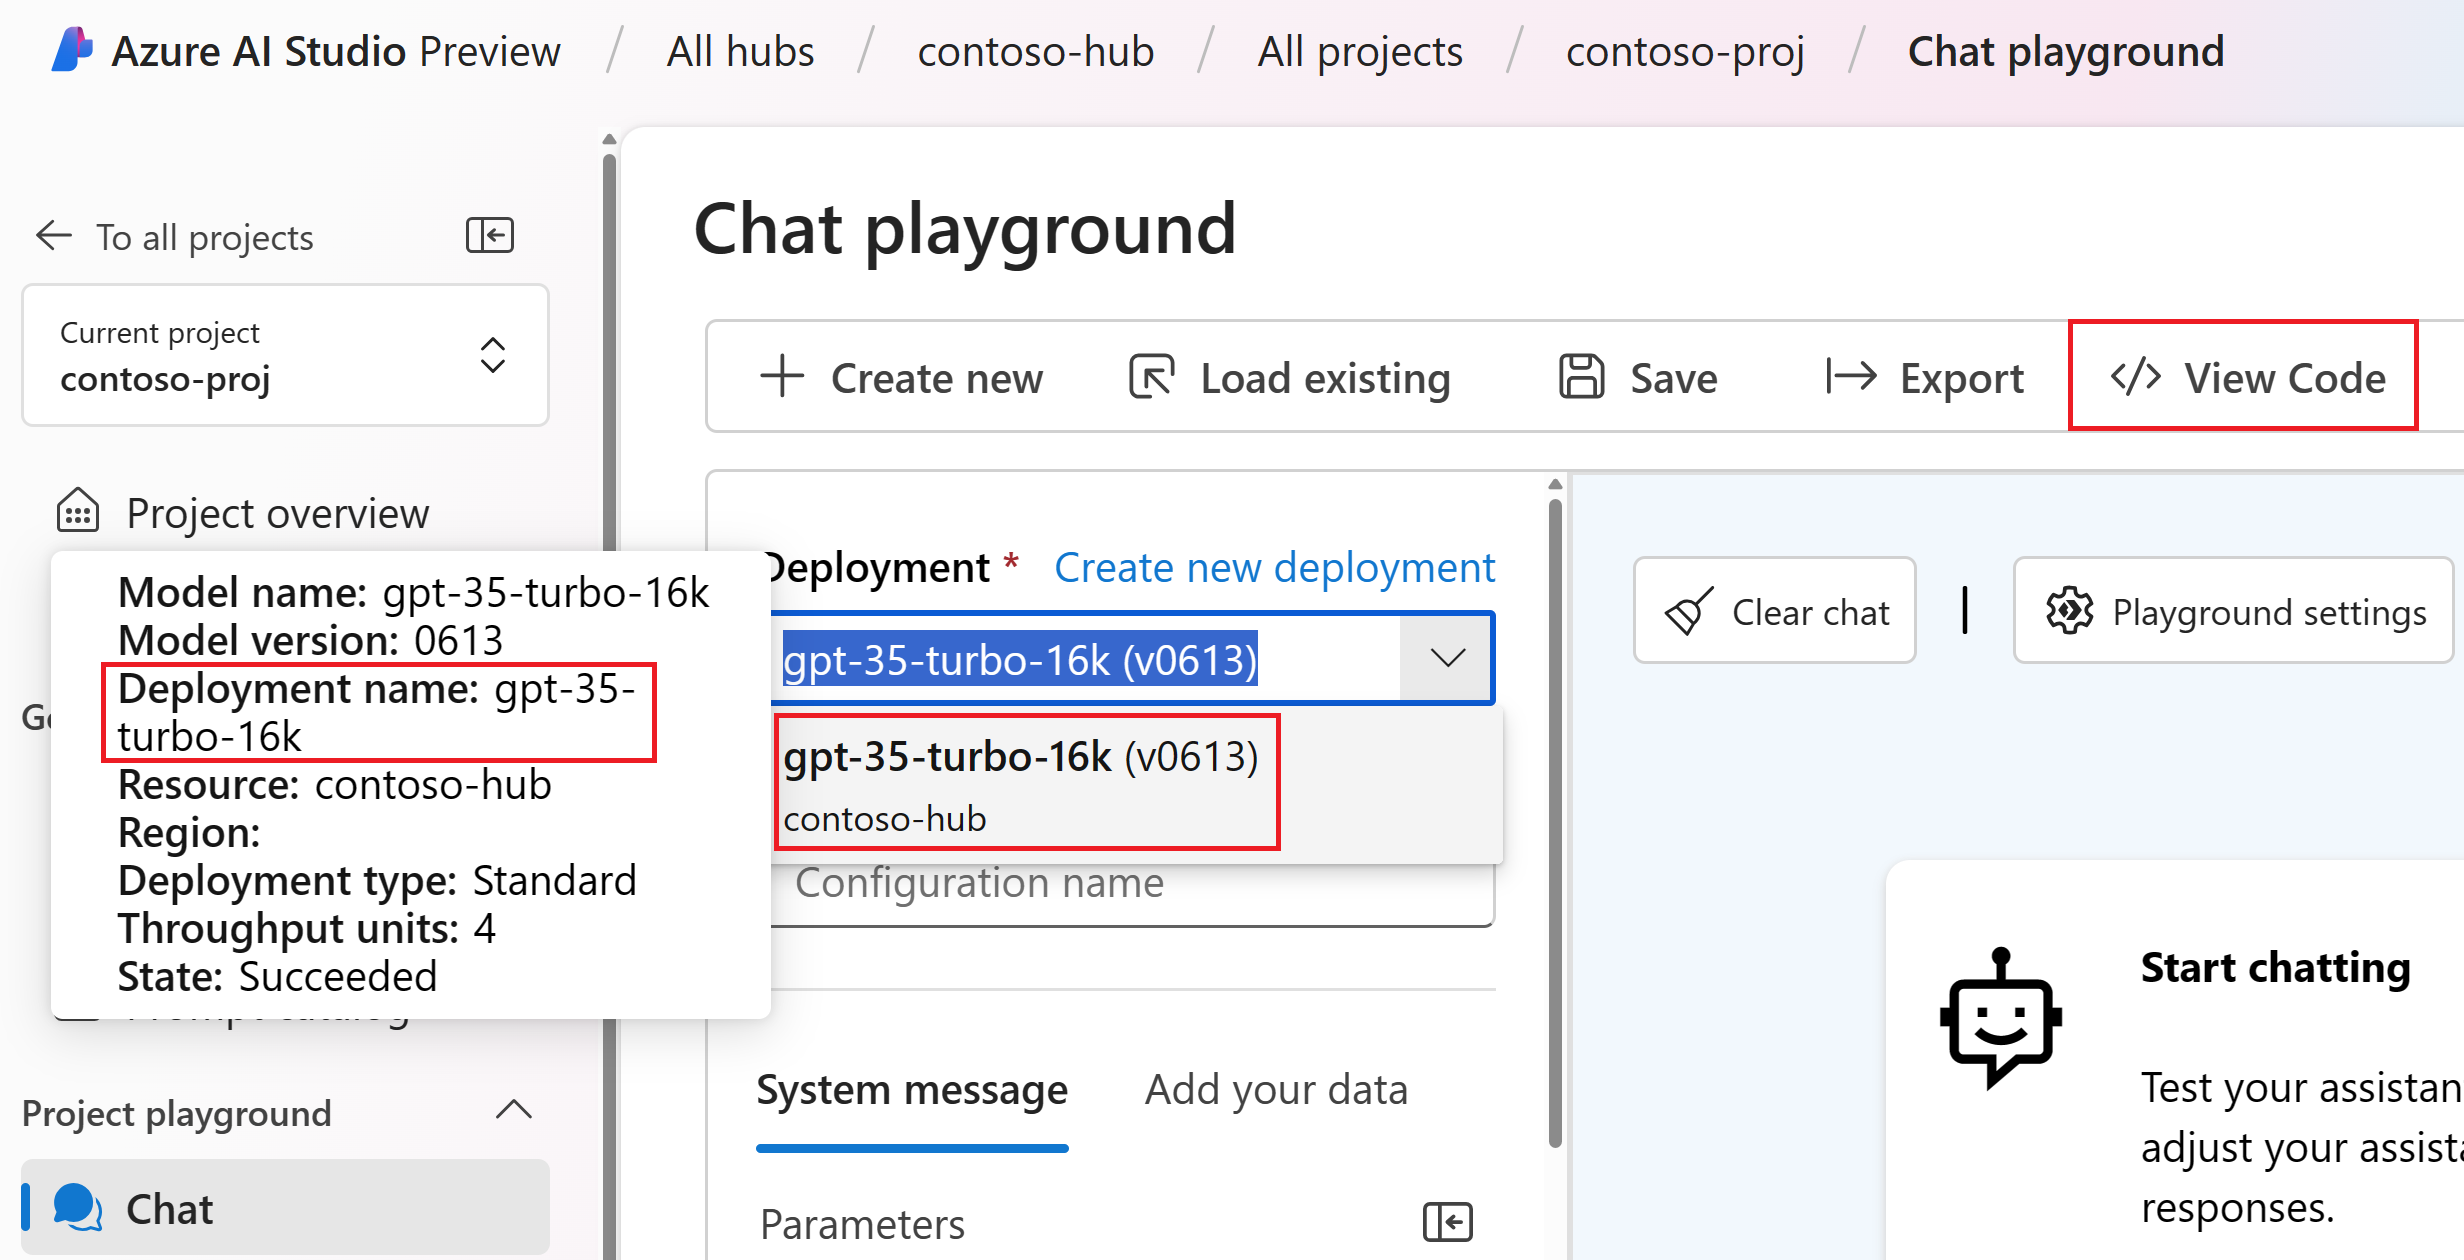 Azure AI Studio Preview / All hubs / contoso-hub / All projects / contoso-proj / Chat playground
To all projects
Current project
contoso-proj
Project overview
Model name: gpt-35-turbo-16k
Model version: 0613
Deployment name: gpt-35-
turbo-16k
Resource: contoso-hub
Region:
Deployment type: Standard
Throughput units: 4
State: Succeeded
Project playground
Chat
Chat playground
Create new
Load existing
Save
Export
View Code
Deployment * Create new deployment
gpt-35-turbo-16k (v0613)
gpt-35-turbo-16k (v0613)
contoso-hub
Configuration name
System message
Add your data
Parameters
Clear chat
Playground settings
Start chatting
Test your assistan
adjust your assista
responses.